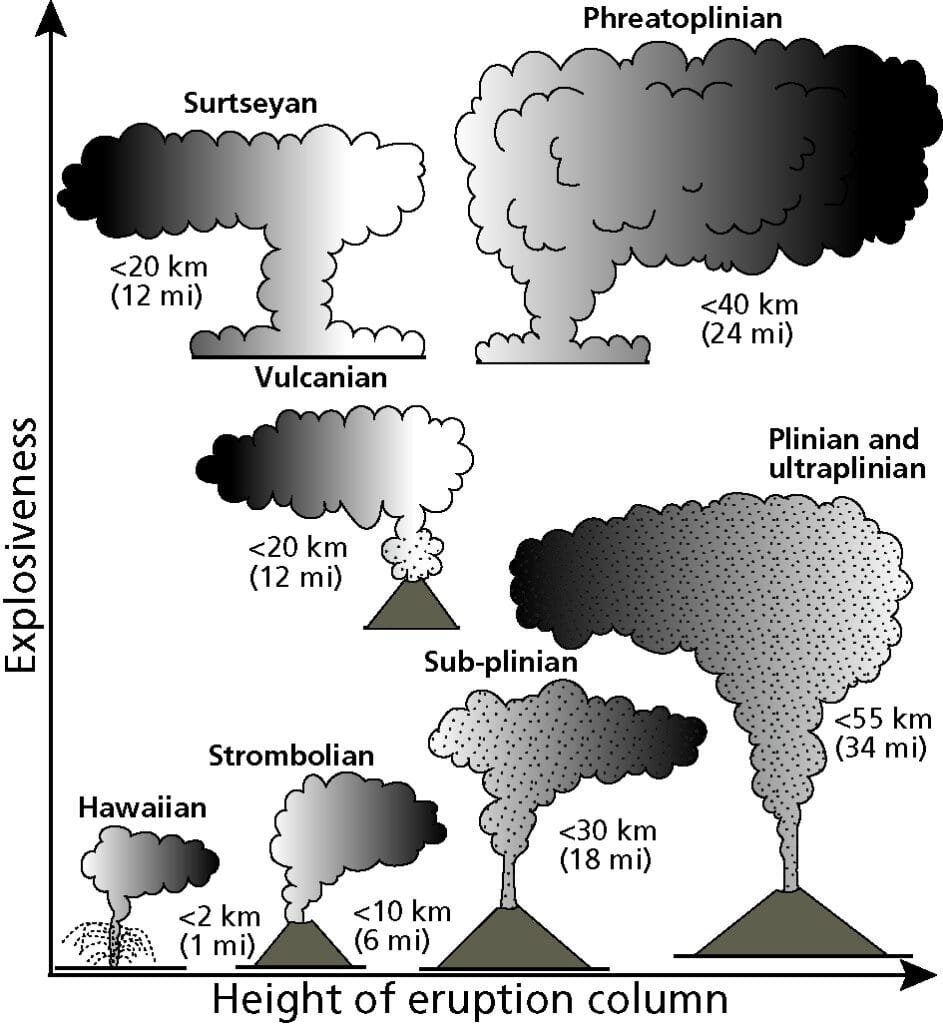 Phreatoplinian
Surtseyan
<20 km
(12 mi)
<40 km
(24 mi)
Vulcanian
<20 km
(12 mi)
Plinian and
ultraplinian
Sub-plinian
<55 km
(34 mi)
Strombolian
<30 km
(18 mi)
Hawaiian
<2 km
(1 mi)
<10 km
(6 mi)
Explosiveness
Height of eruption column